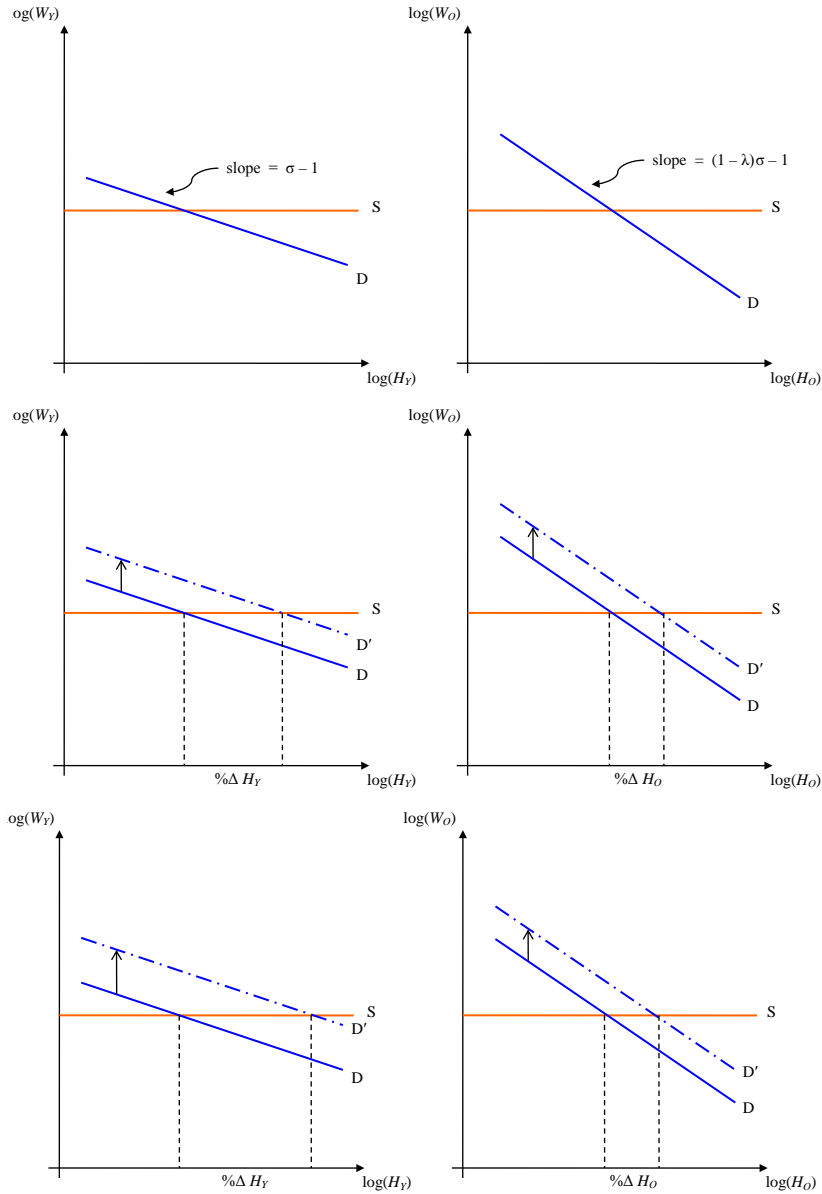 og(W_Y)
log(W_O)
slope = σ – 1
slope = (1 – λ)σ – 1
S
S
D
D
log(H_Y)
log(H_O)
og(W_Y)
log(W_O)
S
S
D′
D′
D
D
%Δ H_Y
log(H_Y)
%Δ H_O
log(H_O)
og(W_Y)
log(W_O)
S
S
D′
D′
D
D
%Δ H_Y
log(H_Y)
%Δ H_O
log(H_O)